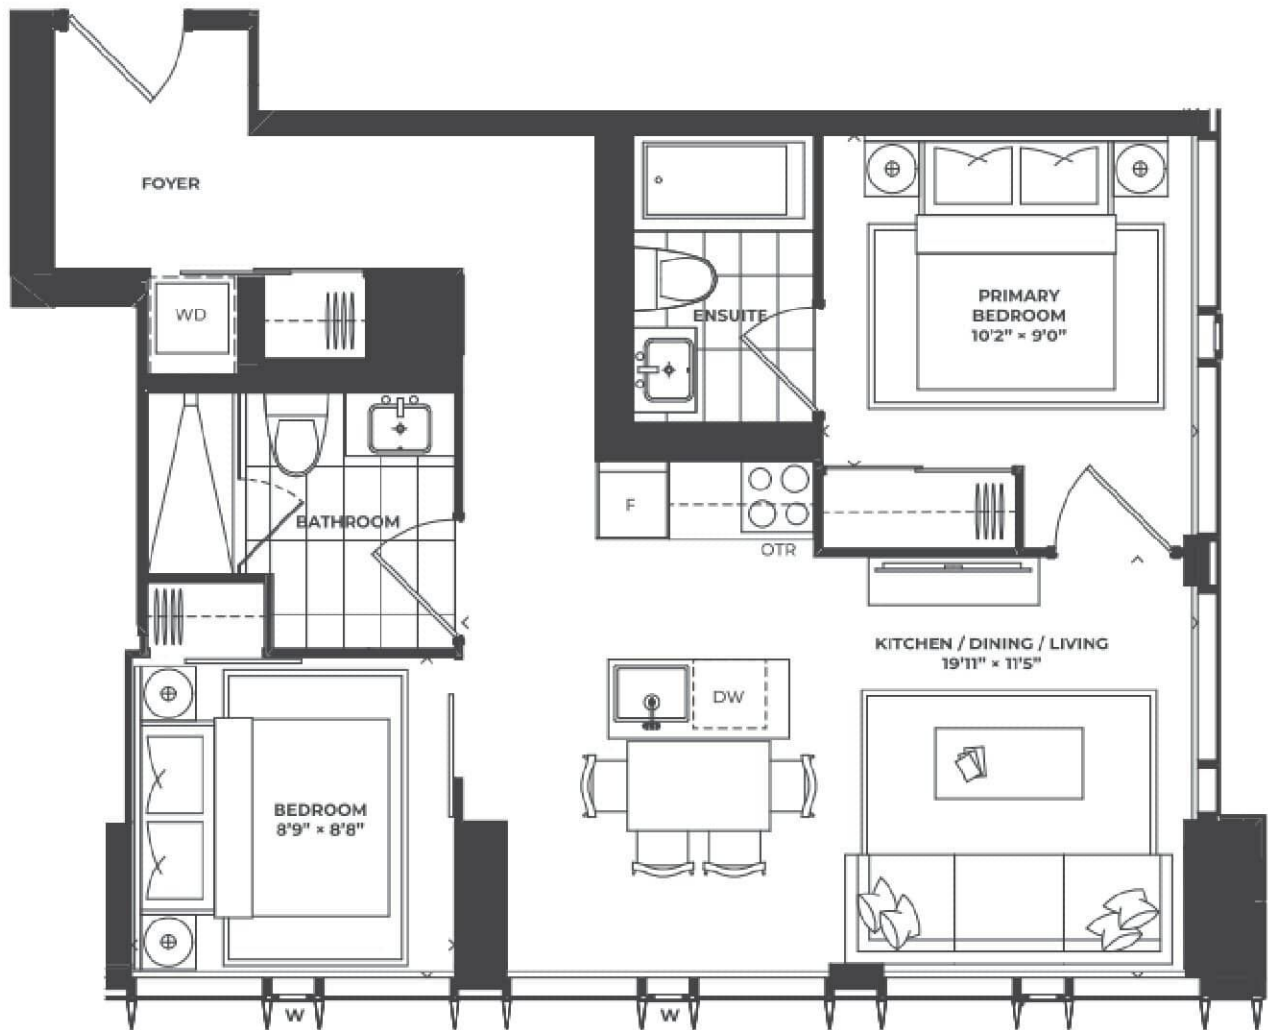 FOYER
WD
ENSUITE
PRIMARY
BEDROOM
10'2" × 9'0"
F
BATHROOM
OTR
KITCHEN / DINING / LIVING
19'11" × 11'5"
DW
BEDROOM
8'9" × 8'8"
W
W